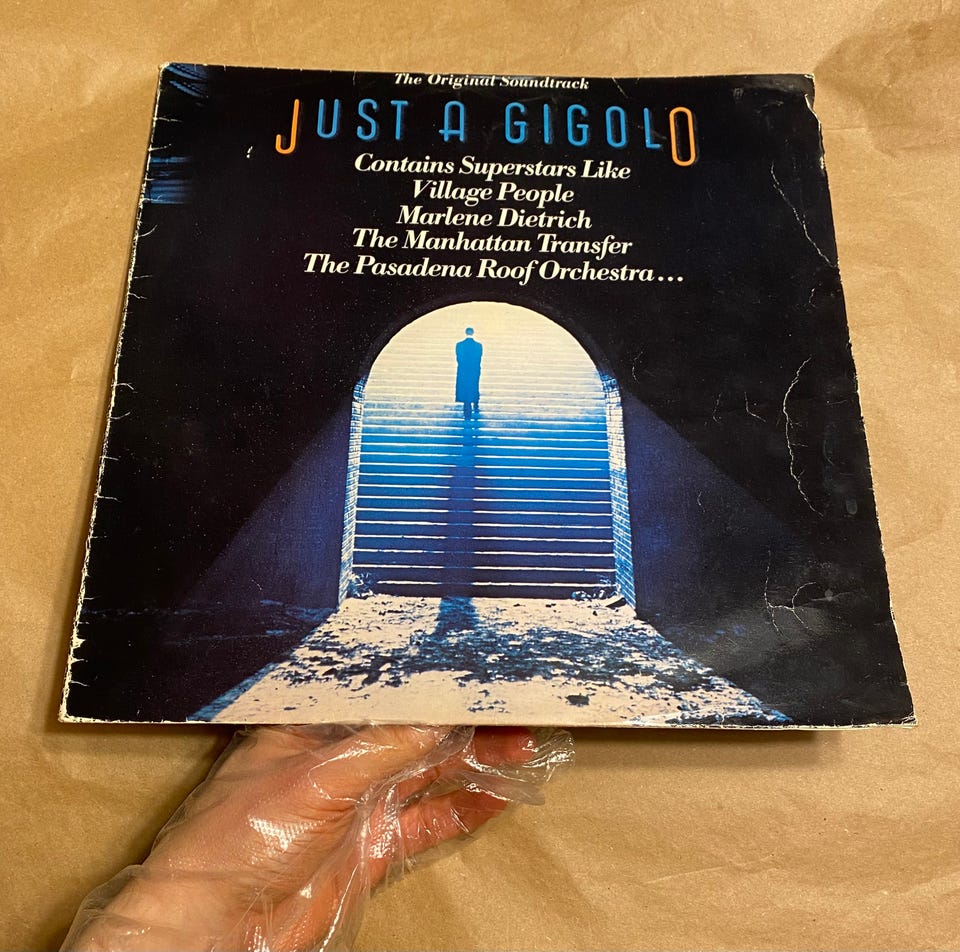 The Original Soundtrack
JUST A GIGOLO
Contains Superstars Like
Village People
Marlene Dietrich
The Manhattan Transfer
The Pasadena Roof Orchestra...